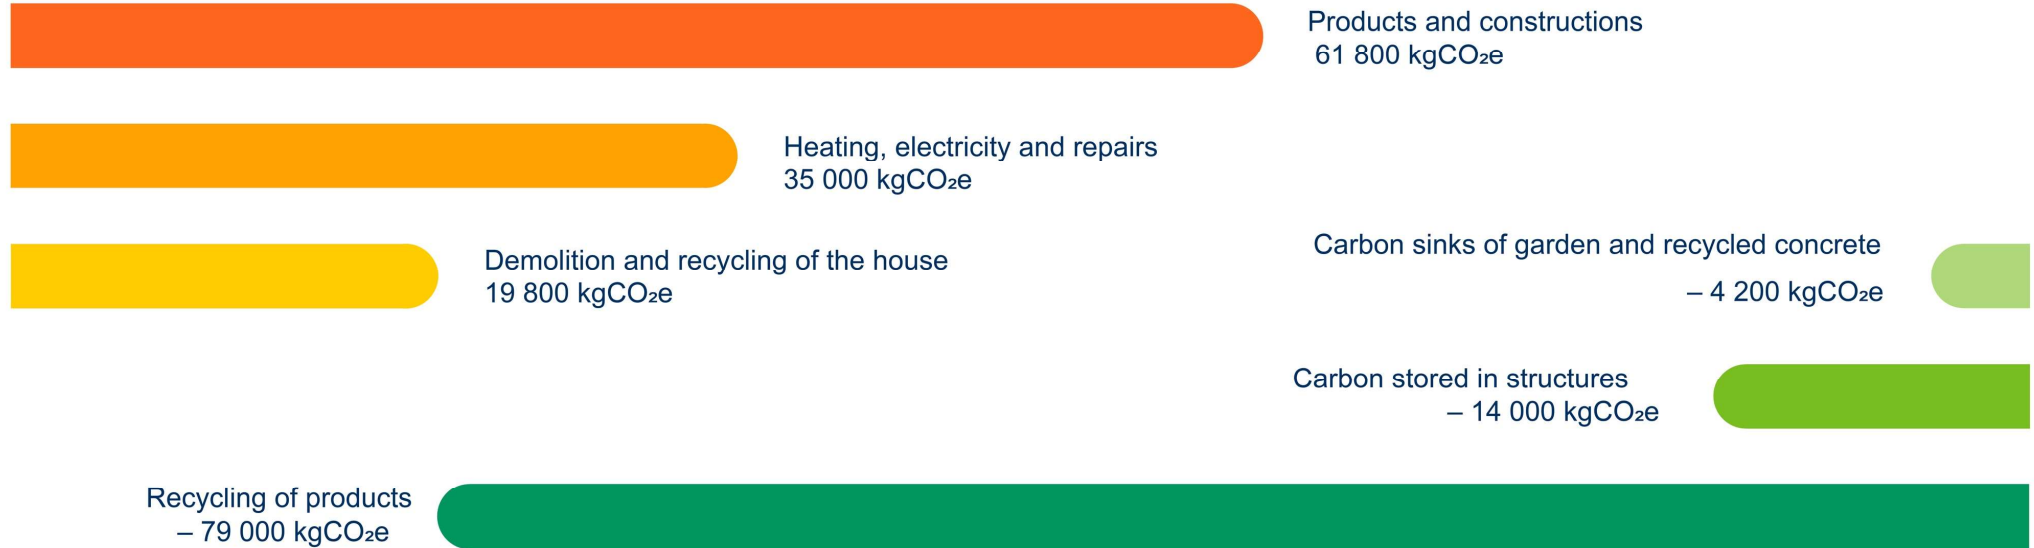 Products and constructions
61 800 kgCO₂e
Heating, electricity and repairs
35 000 kgCO₂e
Demolition and recycling of the house
19 800 kgCO₂e
Carbon sinks of garden and recycled concrete
– 4 200 kgCO₂e
Carbon stored in structures
– 14 000 kgCO₂e
Recycling of products
– 79 000 kgCO₂e